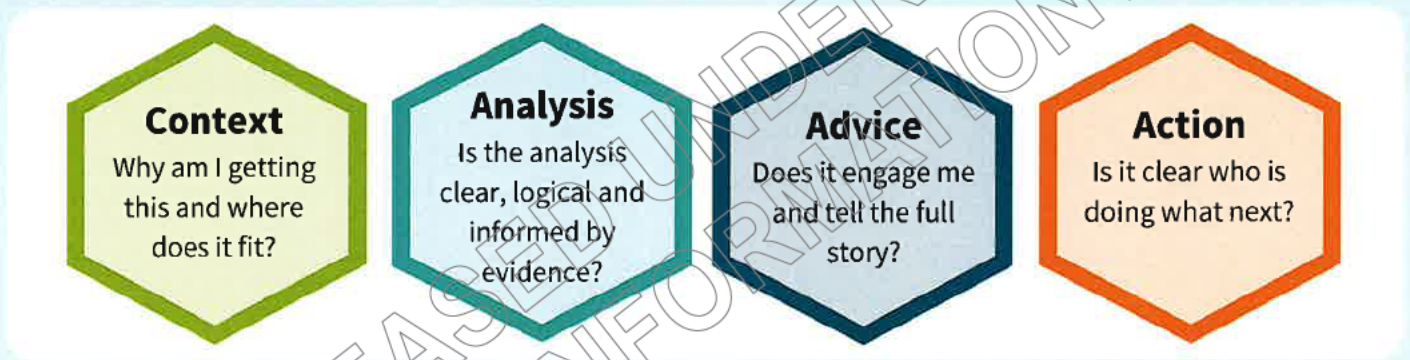 Context
Why am I getting
this and where
does it fit?
Analysis
Is the analysis
clear, logical and
informed by
evidence?
Advice
Does it engage me
and tell the full
story?
Action
Is it clear who is
doing what next?